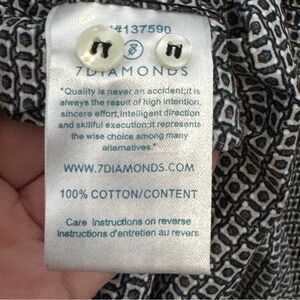 #137590
7DIAMONDS
"Quality is never an accident;it is
always the result of high intention,
sincere effort,intelligent direction
and skillful execution;it represents
the wise choice among many
alternatives."
WWW.7DIAMONDS.COM
100% COTTON/CONTENT
Care Instructions on reverse
Instructions d'entretien au revers